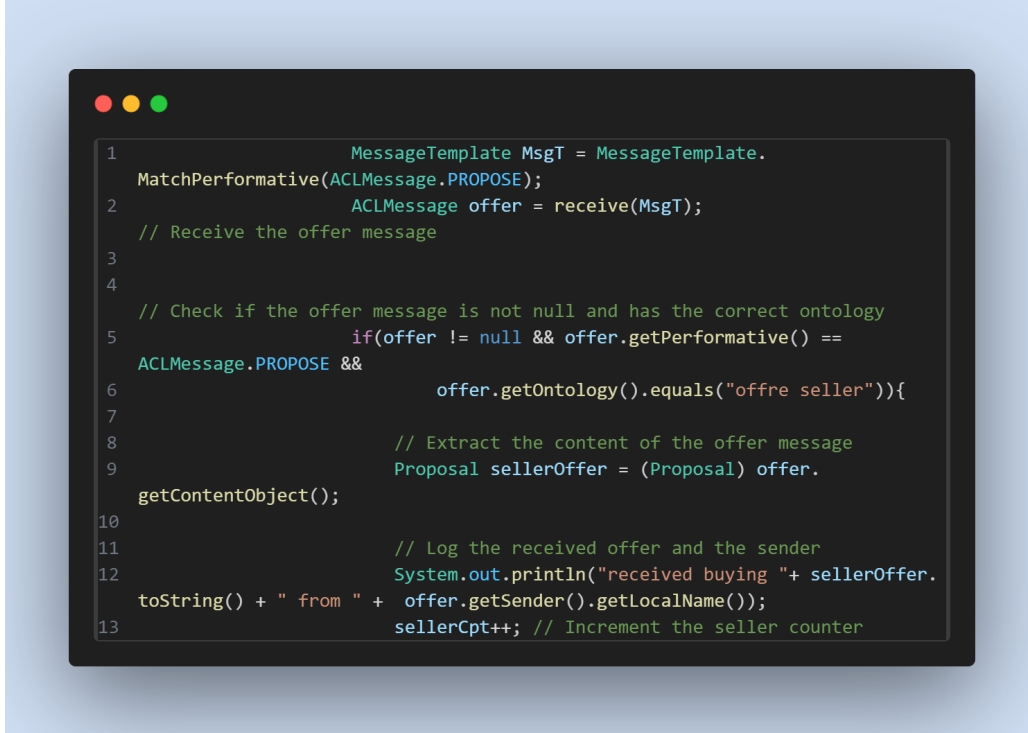 1 MessageTemplate MsgT = MessageTemplate.
MatchPerformative(ACLMessage.PROPOSE);
2 ACLMessage offer = receive(MsgT);
// Receive the offer message
3
4
// Check if the offer message is not null and has the correct ontology
5 if(offer != null && offer.getPerformative() ==
ACLMessage.PROPOSE &&
6 offer.getOntology().equals("offre seller")){
7
8 // Extract the content of the offer message
9 Proposal sellerOffer = (Proposal) offer.
getContentObject();
10
11 // Log the received offer and the sender
12 System.out.println("received buying "+ sellerOffer.
toString() + " from " +  offer.getSender().getLocalName());
13 sellerCpt++; // Increment the seller counter